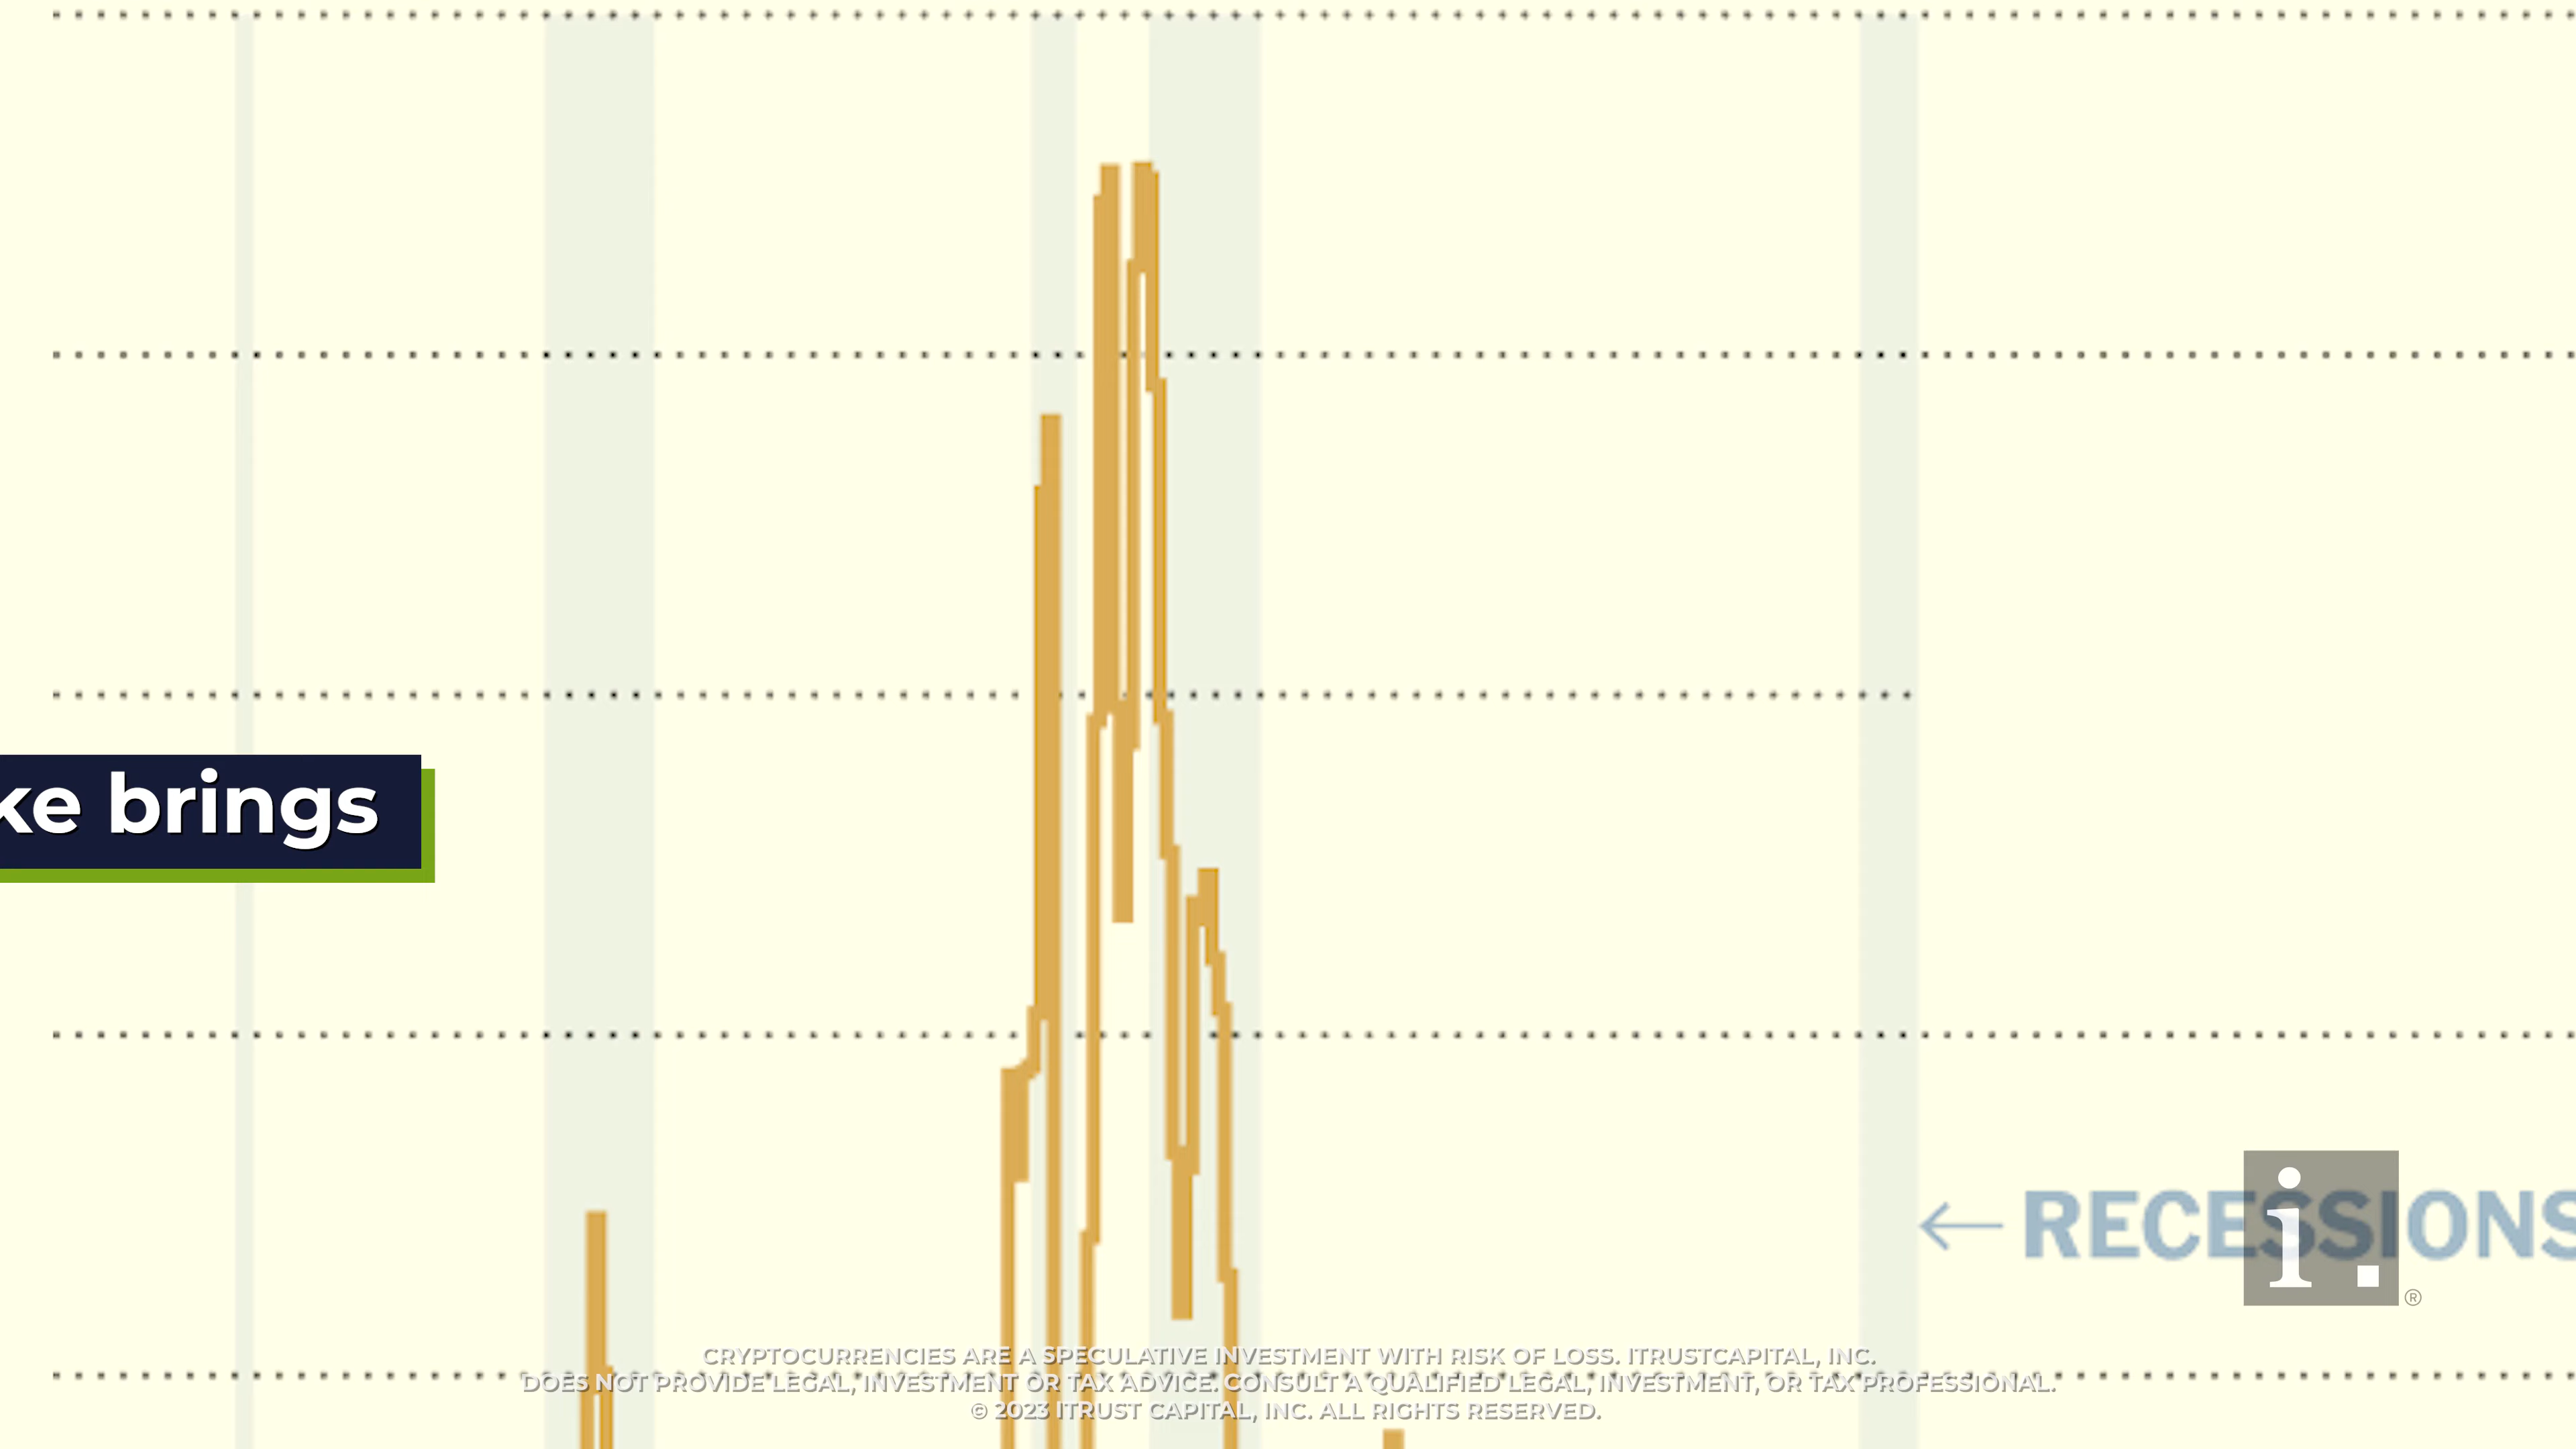 ke brings
← RECESSIONS
i.
®
CRYPTOCURRENCIES ARE A SPECULATIVE INVESTMENT WITH RISK OF LOSS. ITRUSTCAPITAL, INC.
DOES NOT PROVIDE LEGAL, INVESTMENT OR TAX ADVICE. CONSULT A QUALIFIED LEGAL, INVESTMENT, OR TAX PROFESSIONAL.
© 2023 ITRUST CAPITAL, INC. ALL RIGHTS RESERVED.